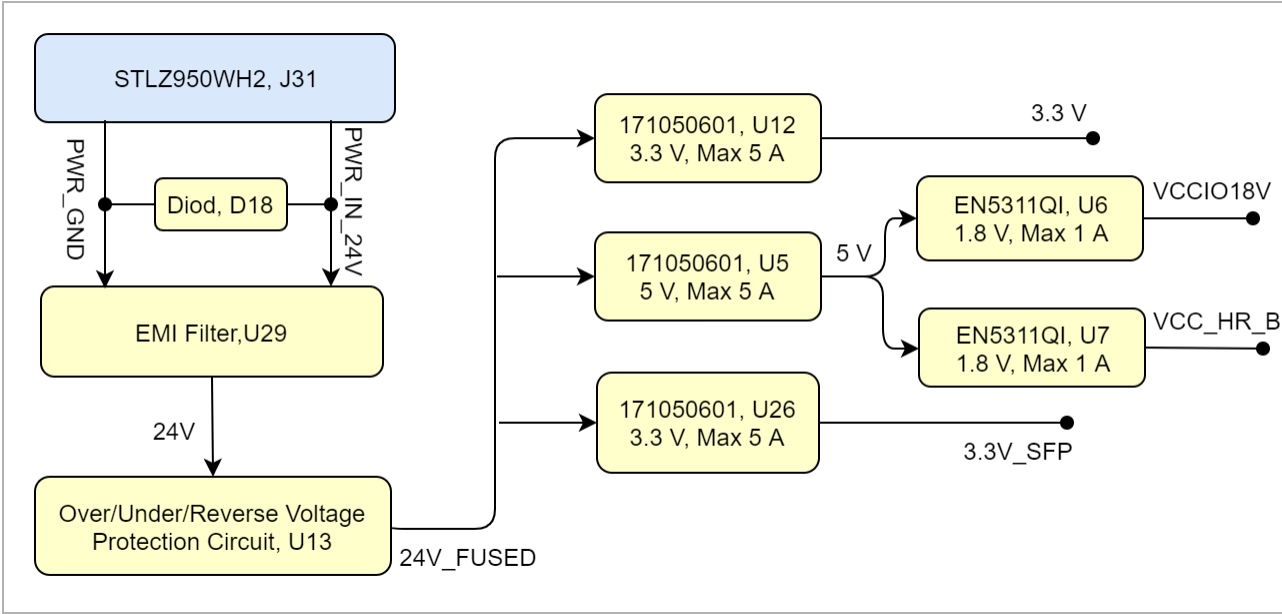 STLZ950WH2, J31
PWR_GND
PWR_IN_24V
Diod, D18
EMI Filter,U29
24V
Over/Under/Reverse Voltage
Protection Circuit, U13
24V_FUSED
171050601, U12
3.3 V, Max 5 A
3.3 V
171050601, U5
5 V, Max 5 A
5 V
EN5311QI, U6
1.8 V, Max 1 A
VCCIO18V
EN5311QI, U7
1.8 V, Max 1 A
VCC_HR_B
171050601, U26
3.3 V, Max 5 A
3.3V_SFP